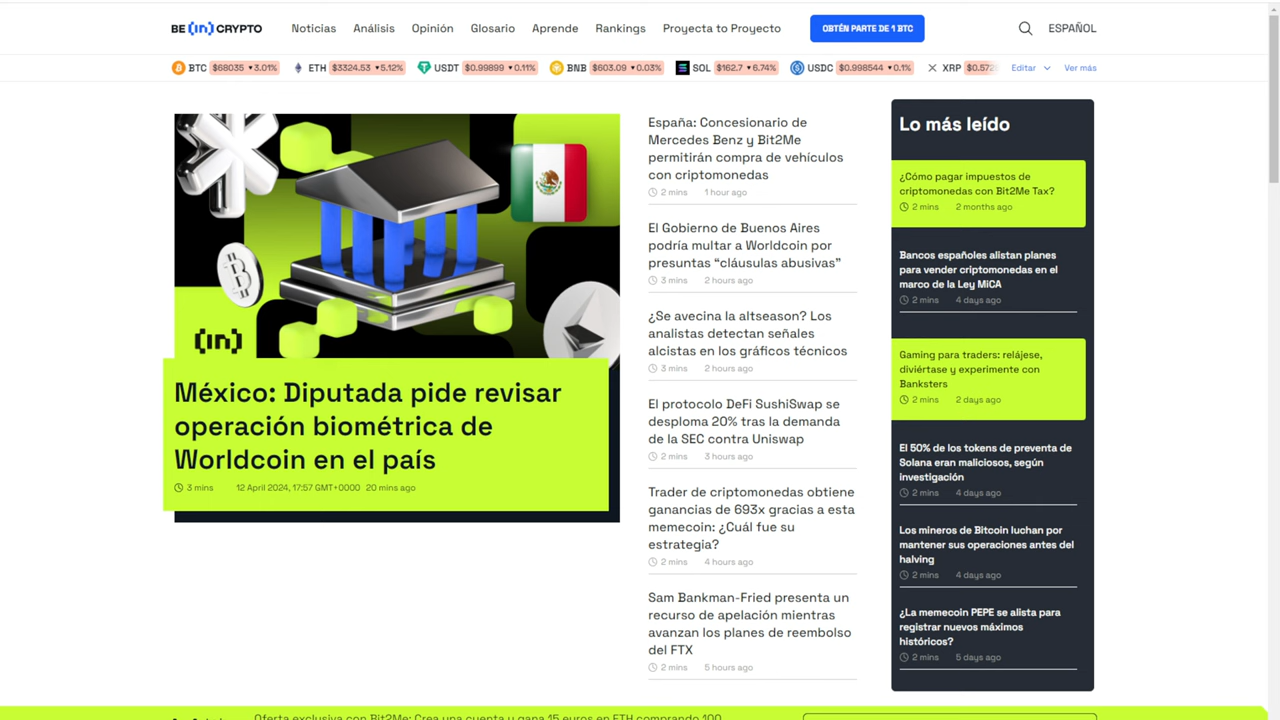 BE [in] CRYPTO
Noticias
Análisis
Opinión
Glosario
Aprende
Rankings
Proyecta to Proyecto
OBTÉN PARTE DE 1 BTC
ESPAÑOL
BTC $68035 ▾3.01%
ETH $3324.53 ▾5.12%
USDT $0.99899 ▾0.11%
BNB $603.09 ▾0.03%
SOL $162.7 ▾6.74%
USDC $0.998544 ▾0.1%
XRP
Editar
Ver más
[in]
México: Diputada pide revisar
operación biométrica de
Worldcoin en el país
3 mins 12 April 2024, 17:57 GMT+0000 20 mins ago
España: Concesionario de
Mercedes Benz y Bit2Me
permitirán compra de vehículos
con criptomonedas
2 mins 1 hour ago
El Gobierno de Buenos Aires
podría multar a Worldcoin por
presuntas “cláusulas abusivas”
3 mins 2 hours ago
¿Se avecina la altseason? Los
analistas detectan señales
alcistas en los gráficos técnicos
3 mins 2 hours ago
El protocolo DeFi SushiSwap se
desploma 20% tras la demanda
de la SEC contra Uniswap
2 mins 3 hours ago
Trader de criptomonedas obtiene
ganancias de 693x gracias a esta
memecoin: ¿Cuál fue su
estrategia?
2 mins 4 hours ago
Sam Bankman-Fried presenta un
recurso de apelación mientras
avanzan los planes de reembolso
del FTX
2 mins 5 hours ago
Lo más leído
¿Cómo pagar impuestos de
criptomonedas con Bit2Me Tax?
2 mins 2 months ago
Bancos españoles alistan planes
para vender criptomonedas en el
marco de la Ley MiCA
2 mins 4 days ago
Gaming para traders: relájese,
diviértase y experimente con
Banksters
2 mins 2 days ago
El 50% de los tokens de preventa de
Solana eran maliciosos, según
investigación
2 mins 4 days ago
Los mineros de Bitcoin luchan por
mantener sus operaciones antes del
halving
2 mins 4 days ago
¿La memecoin PEPE se alista para
registrar nuevos máximos
históricos?
2 mins 5 days ago
Oferta exclusiva con Bit2Me: Crea una cuenta y gana 15 euros en ETH comprando 100